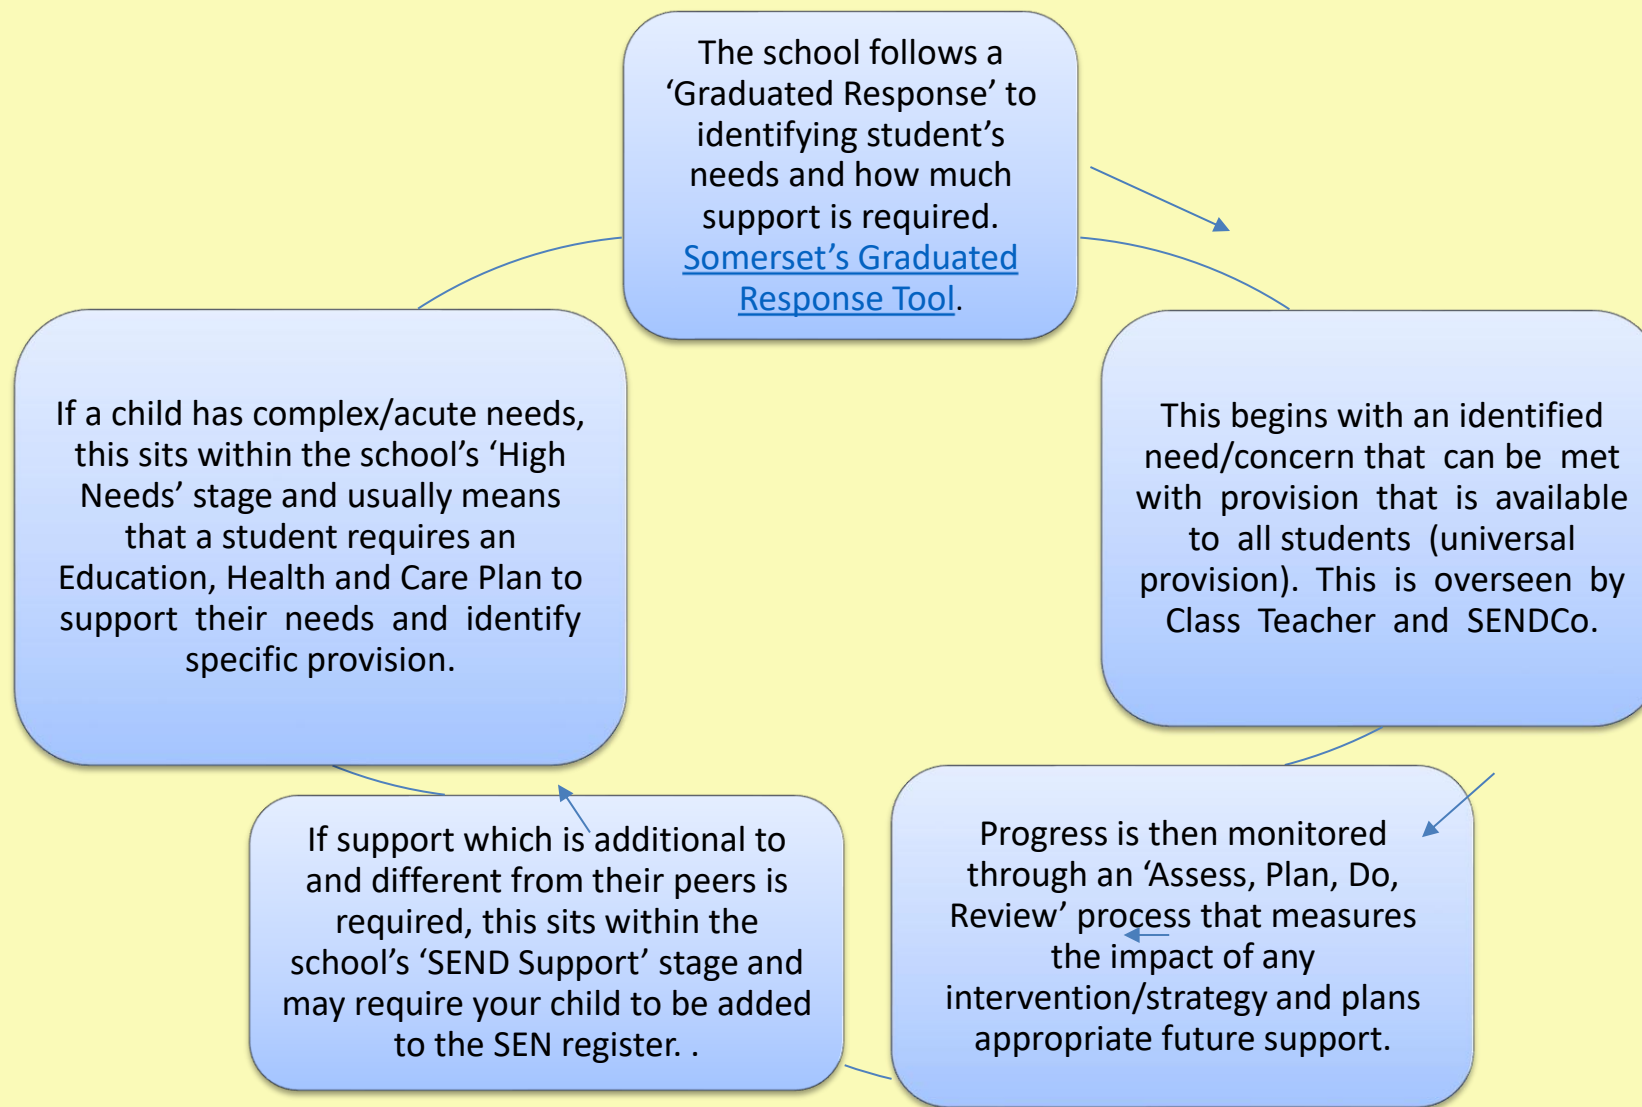 The school follows a
‘Graduated Response’ to
identifying student’s
needs and how much
support is required.
Somerset’s Graduated
Response Tool.
This begins with an identified
need/concern that can be met
with provision that is available
to all students (universal
provision). This is overseen by
Class Teacher and SENDCo.
Progress is then monitored
through an ‘Assess, Plan, Do,
Review’ process that measures
the impact of any
intervention/strategy and plans
appropriate future support.
If support which is additional to
and different from their peers is
required, this sits within the
school’s ‘SEND Support’ stage and
may require your child to be added
to the SEN register. .
If a child has complex/acute needs,
this sits within the school’s ‘High
Needs’ stage and usually means
that a student requires an
Education, Health and Care Plan to
support their needs and identify
specific provision.